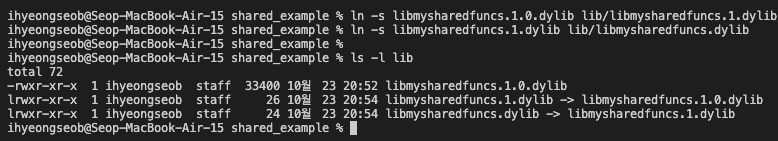 ihyeongseob@Seop-MacBook-Air-15 shared_example % ln -s libmysharedfuncs.1.0.dylib lib/libmysharedfuncs.1.dylib
ihyeongseob@Seop-MacBook-Air-15 shared_example % ln -s libmysharedfuncs.1.dylib lib/libmysharedfuncs.dylib
ihyeongseob@Seop-MacBook-Air-15 shared_example %
ihyeongseob@Seop-MacBook-Air-15 shared_example % ls -l lib
total 72
-rwxr-xr-x  1 ihyeongseob  staff  33400 10월  23 20:52 libmysharedfuncs.1.0.dylib
lrwxr-xr-x  1 ihyeongseob  staff     26 10월  23 20:54 libmysharedfuncs.1.dylib -> libmysharedfuncs.1.0.dylib
lrwxr-xr-x  1 ihyeongseob  staff     24 10월  23 20:54 libmysharedfuncs.dylib -> libmysharedfuncs.1.dylib
ihyeongseob@Seop-MacBook-Air-15 shared_example %